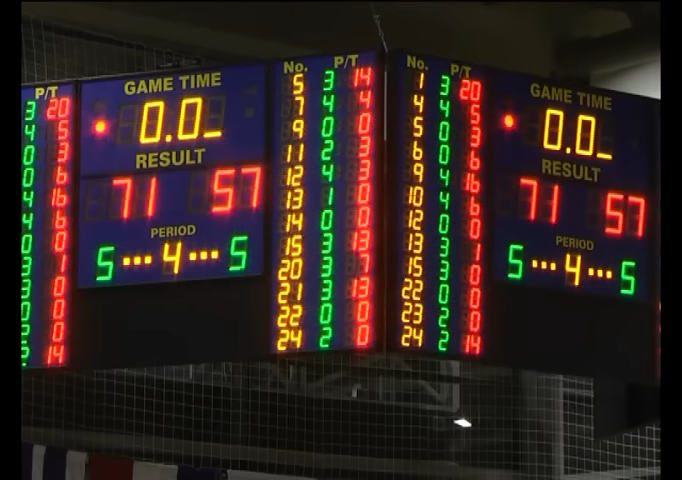 P/T
3 20
4 5
0 3
0 6
4 16
4 6
0 0
3 1
3 0
0 0
2 0
2 14
GAME TIME
0.0_
RESULT
71 57
PERIOD
5 ... 4 ... 5
No. P/T
5 3 14
7 4 4
9 0 0
11 2 3
12 4 3
13 1 0
14 0 0
15 3 13
20 3 7
21 3 13
22 0 0
24 2 0
No. P/T
1 3 20
4 4 5
5 0 3
6 0 6
9 4 16
10 4 6
12 0 0
13 3 1
15 3 0
22 0 0
23 2 0
24 2 14
GAME TIME
0.0_
RESULT
71 57
PERIOD
5 ... 4 ... 5